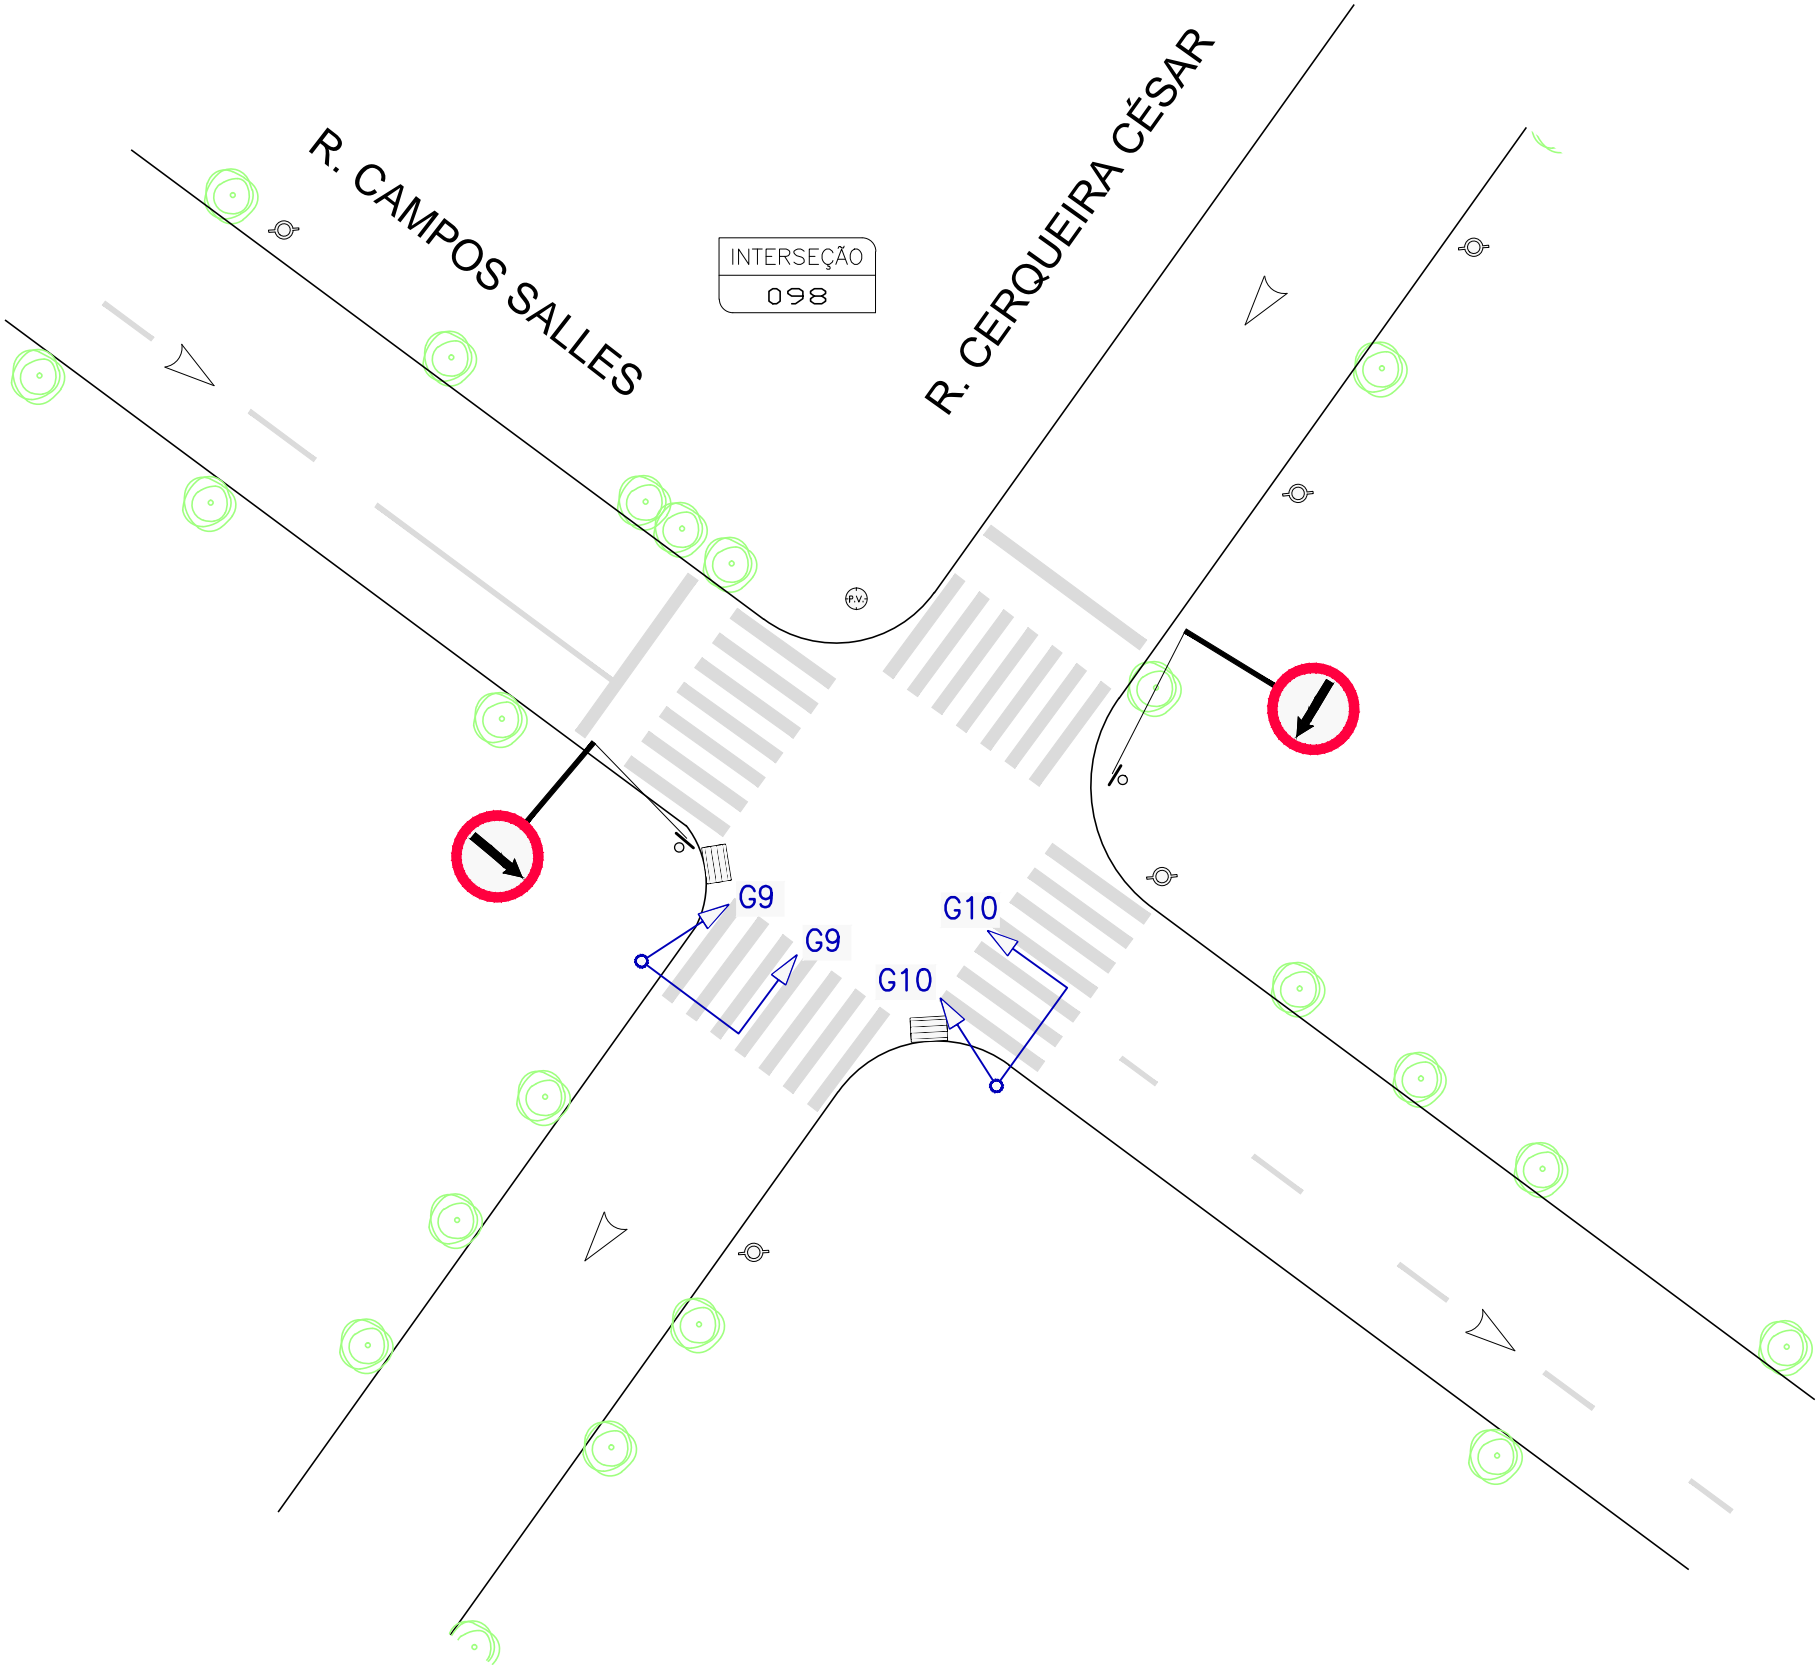 R. CAMPOS SALLES
R. CERQUEIRA CÉSAR
INTERSEÇÃO
098
P.V.
G9
G9
G10
G10